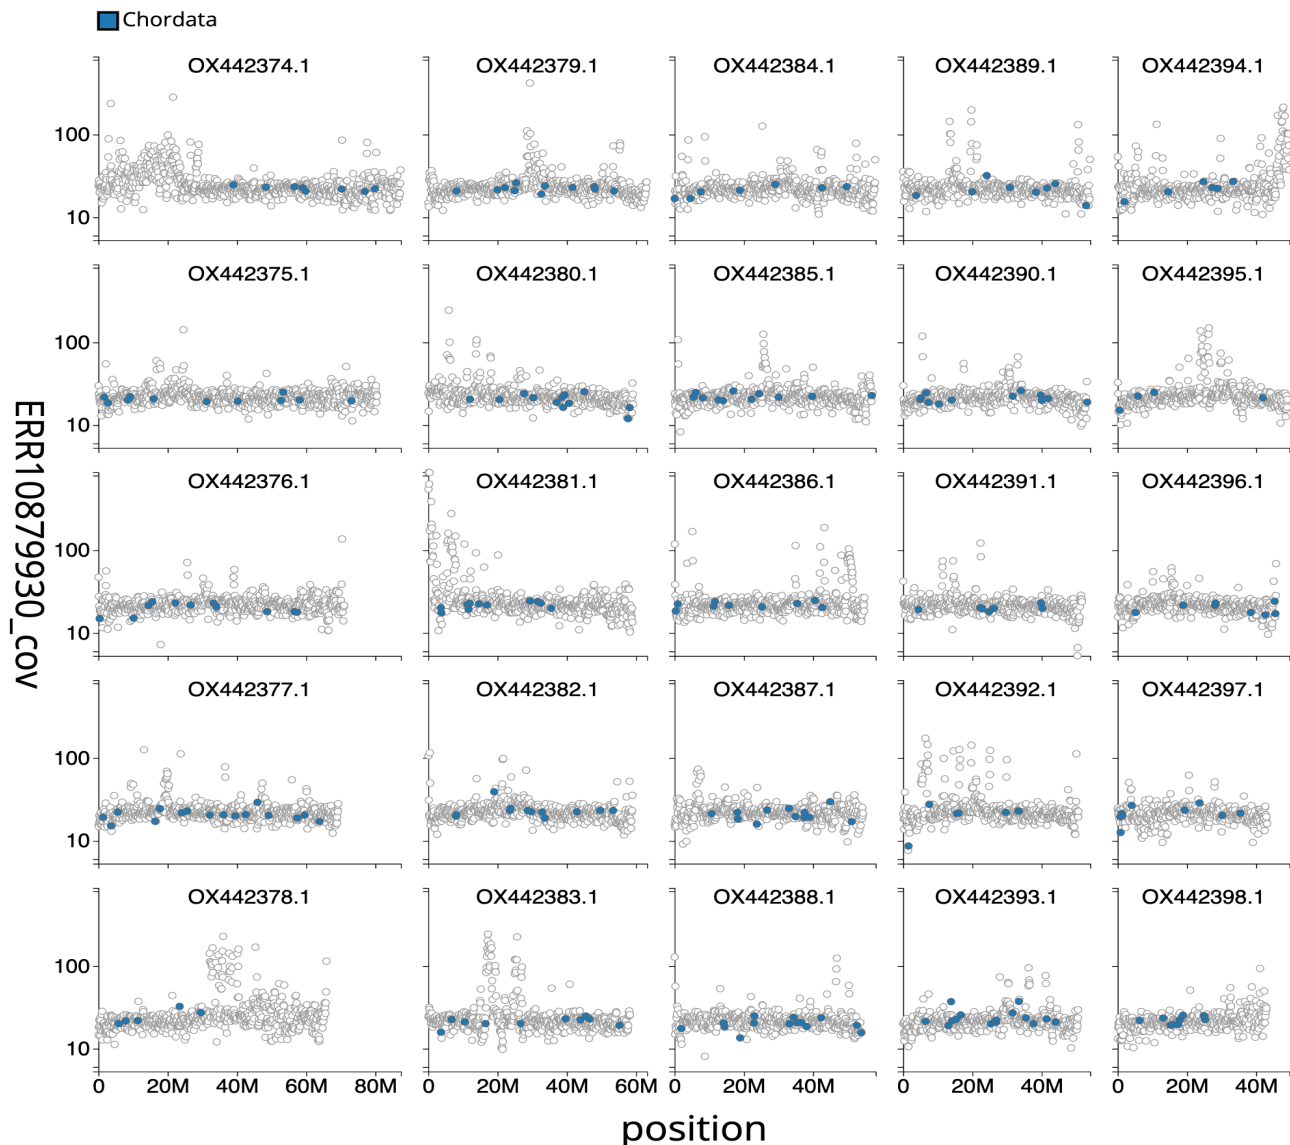 Chordata
OX442374.1 OX442379.1 OX442384.1 OX442389.1 OX442394.1
100
10
OX442375.1 OX442380.1 OX442385.1 OX442390.1 OX442395.1
100
10
OX442376.1 OX442381.1 OX442386.1 OX442391.1 OX442396.1
100
10
OX442377.1 OX442382.1 OX442387.1 OX442392.1 OX442397.1
100
10
OX442378.1 OX442383.1 OX442388.1 OX442393.1 OX442398.1
100
10
0 20M 40M 60M 80M 0 20M 40M 60M 0 20M 40M 0 20M 40M 0 20M 40M
position
ERR10879930_cov